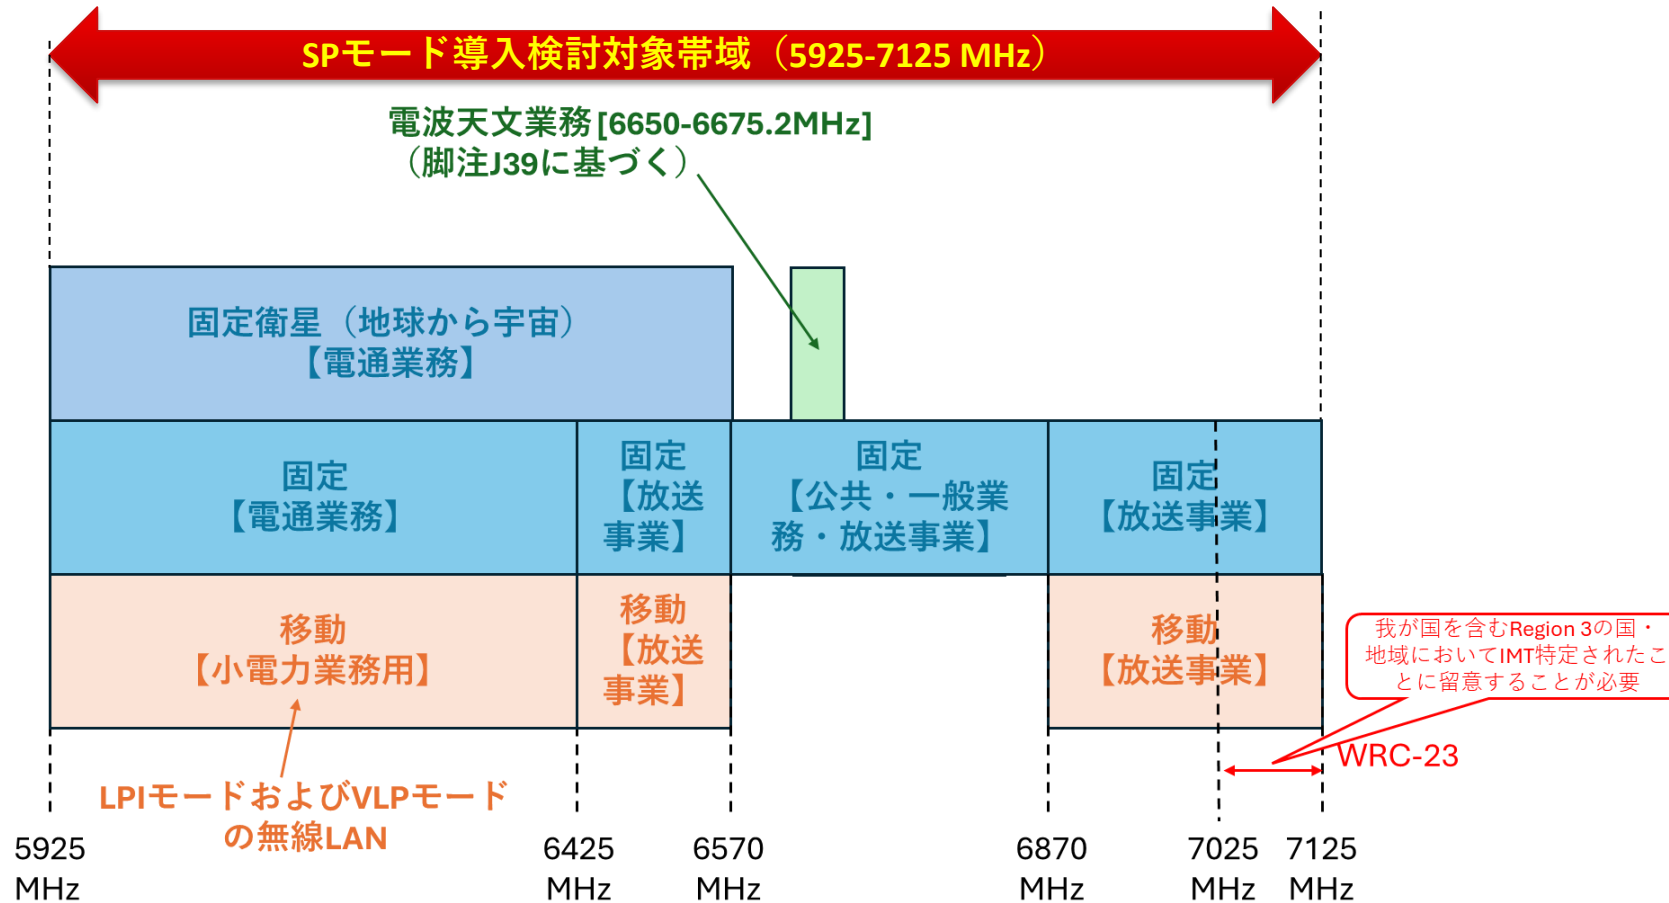 SPモード導入検討対象帯域（5925-7125 MHz）
電波天文業務 [6650-6675.2MHz]
（脚注J39に基づく）
固定衛星（地球から宇宙）
【電通業務】
固定
【電通業務】
固定
【放送
事業】
固定
【公共・一般業
務・放送事業】
固定
【放送事業】
移動
【小電力業務用】
移動
【放送
事業】
移動
【放送事業】
我が国を含むRegion 3の国・
地域においてIMT特定されたこ
とに留意することが必要
WRC-23
LPIモードおよびVLPモード
の無線LAN
5925
MHz
6425
MHz
6570
MHz
6870
MHz
7025
MHz
7125
MHz